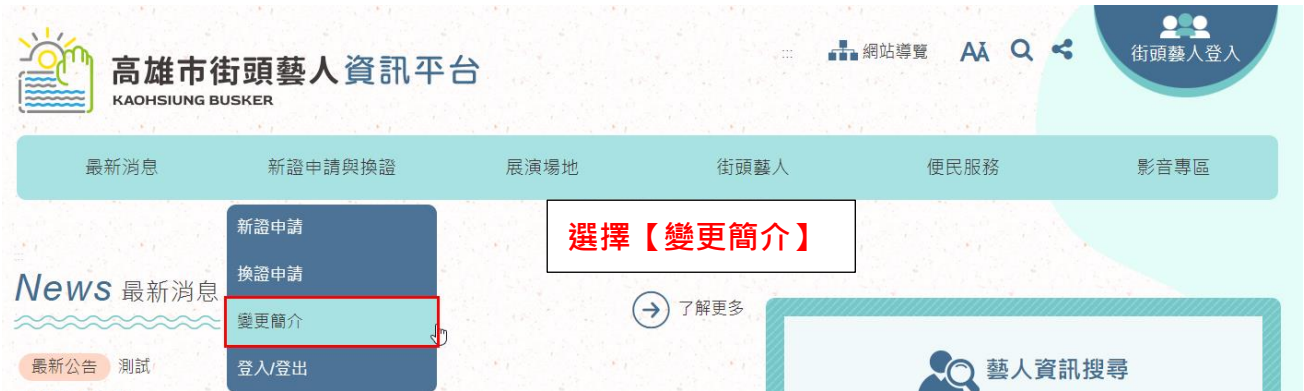 高雄市街頭藝人資訊平台
KAOHSIUNG BUSKER
:::
網站導覽
AA
街頭藝人登入
最新消息 新證申請與換證 展演場地 街頭藝人 便民服務 影音專區
新證申請
換證申請
變更簡介
登入/登出
選擇【變更簡介】
News 最新消息
了解更多
最新公告 測試
藝人資訊搜尋